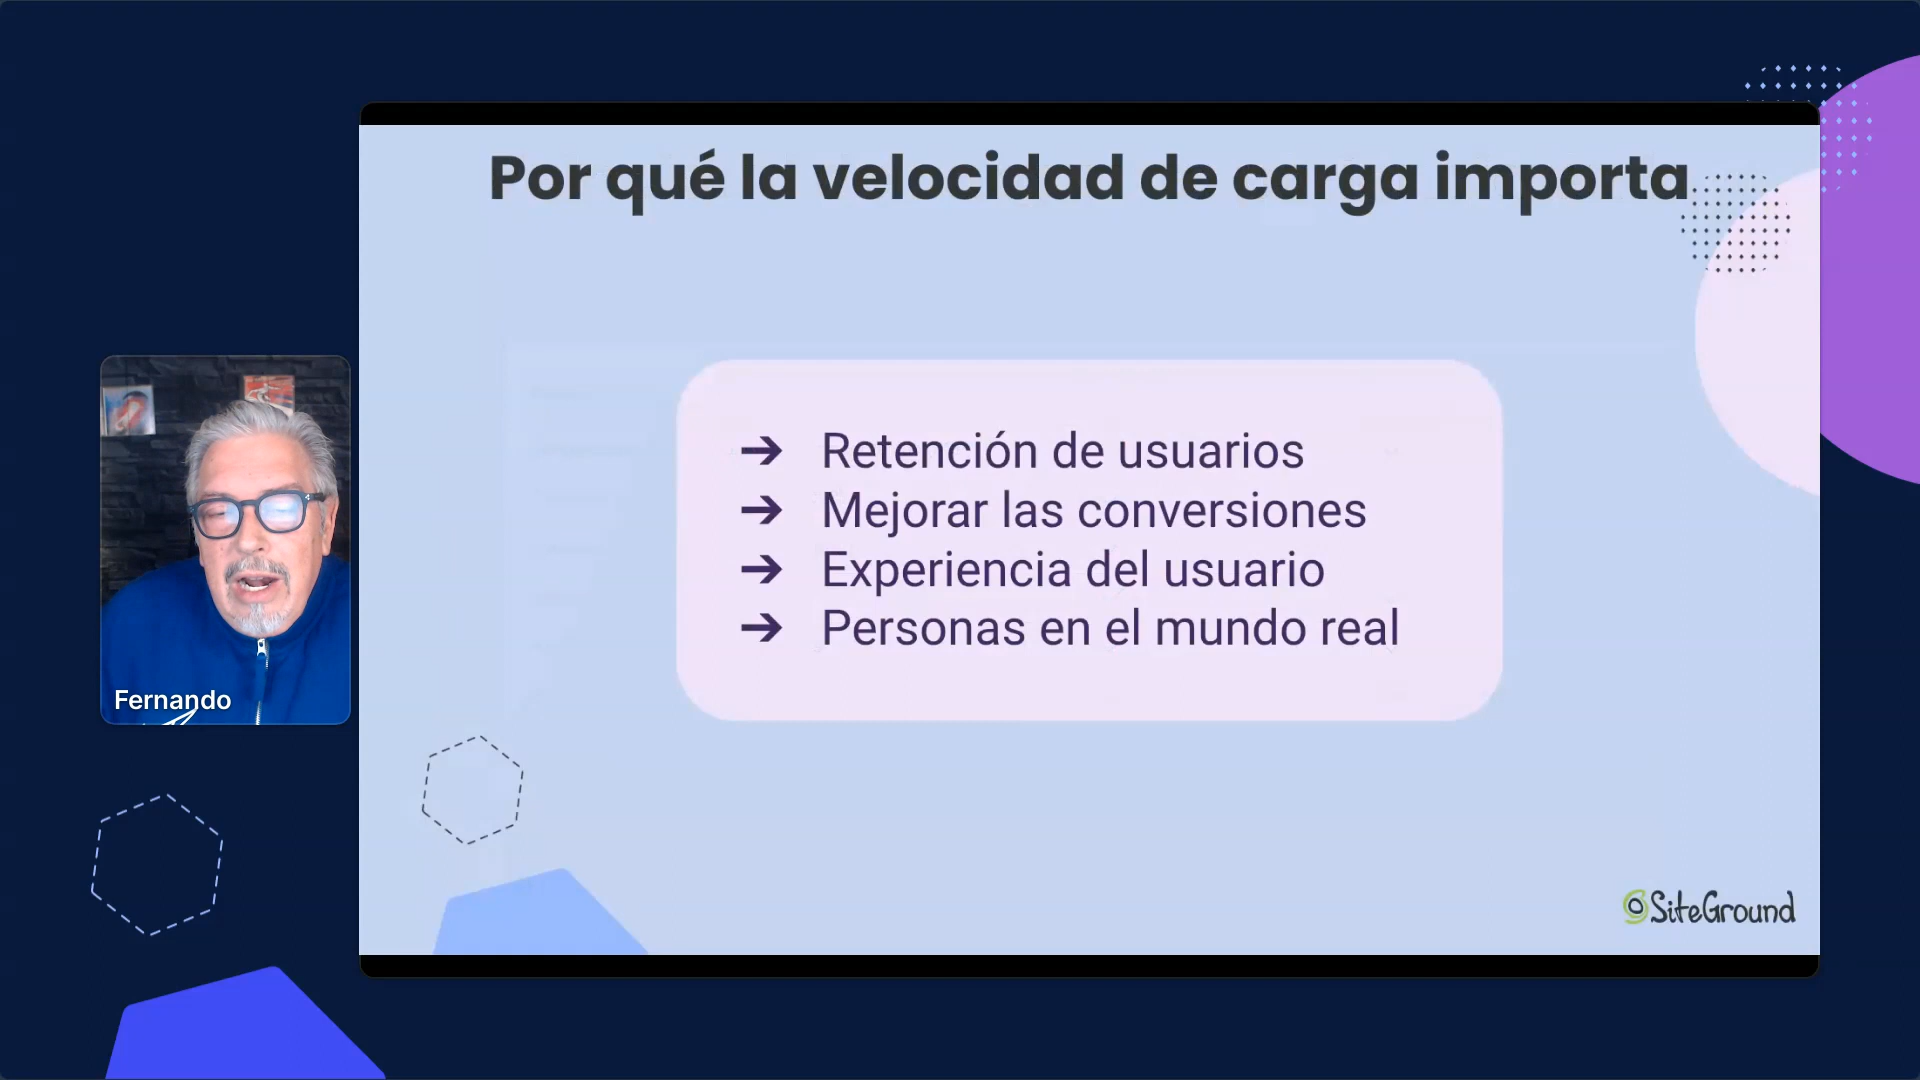 Por qué la velocidad de carga importa
➔ Retención de usuarios
➔ Mejorar las conversiones
➔ Experiencia del usuario
➔ Personas en el mundo real
Fernando
SiteGround